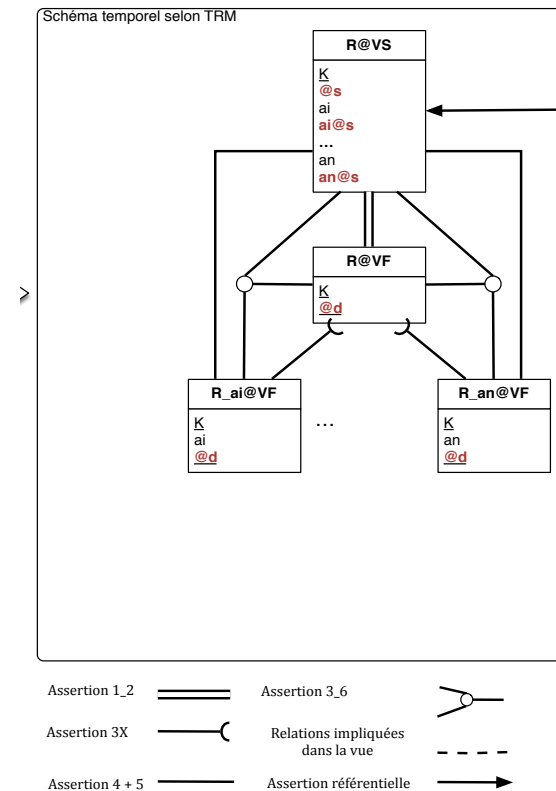 Schéma temporel selon TRM
R@VS
K
@s
ai
ai@s
...
an
an@s
R@VF
K
@d
R_ai@VF
K
ai
@d
...
R_an@VF
K
an
@d
Assertion 1_2
Assertion 3_6
Assertion 3X
Relations impliquées
dans la vue
Assertion 4 + 5
Assertion référentielle